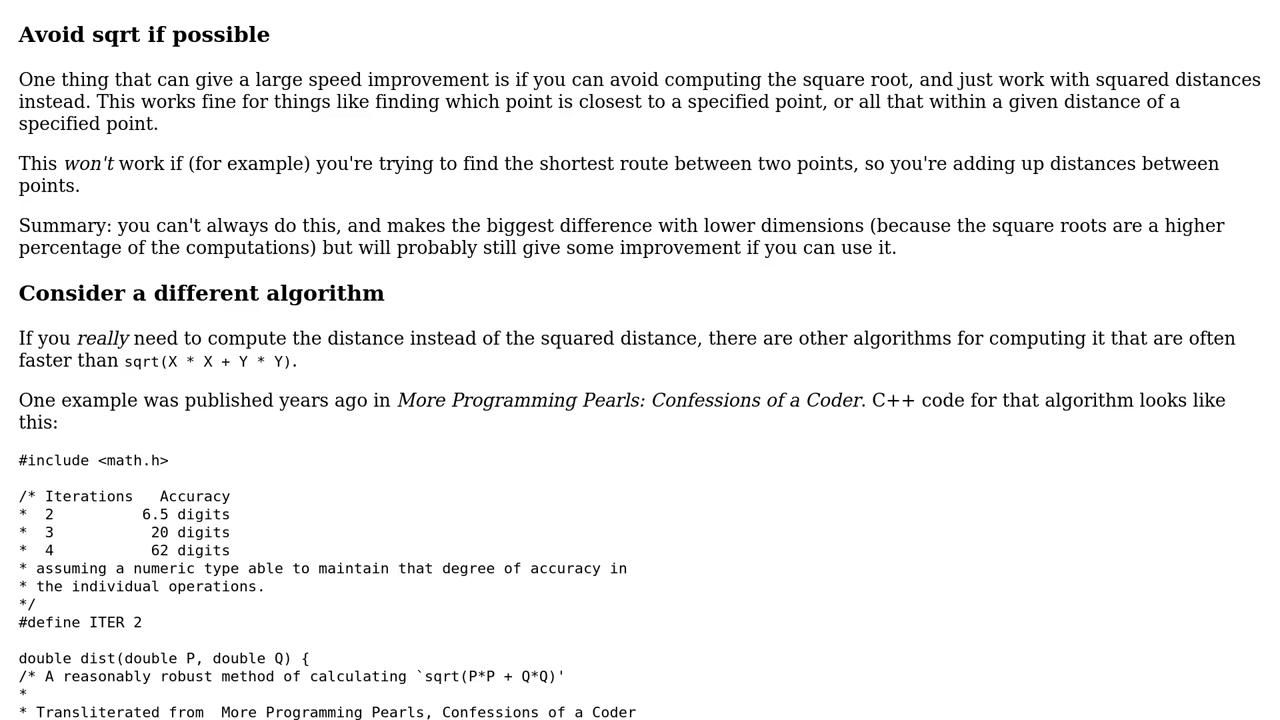 Avoid sqrt if possible
One thing that can give a large speed improvement is if you can avoid computing the square root, and just work with squared distances
instead. This works fine for things like finding which point is closest to a specified point, or all that within a given distance of a
specified point.
This won't work if (for example) you're trying to find the shortest route between two points, so you're adding up distances between
points.
Summary: you can't always do this, and makes the biggest difference with lower dimensions (because the square roots are a higher
percentage of the computations) but will probably still give some improvement if you can use it.
Consider a different algorithm
If you really need to compute the distance instead of the squared distance, there are other algorithms for computing it that are often
faster than sqrt(X * X + Y * Y).
One example was published years ago in More Programming Pearls: Confessions of a Coder. C++ code for that algorithm looks like
this:
#include <math.h>
/* Iterations   Accuracy
*  2          6.5 digits
*  3           20 digits
*  4           62 digits
* assuming a numeric type able to maintain that degree of accuracy in
* the individual operations.
*/
#define ITER 2
double dist(double P, double Q) {
/* A reasonably robust method of calculating `sqrt(P*P + Q*Q)'
*
* Transliterated from  More Programming Pearls, Confessions of a Coder